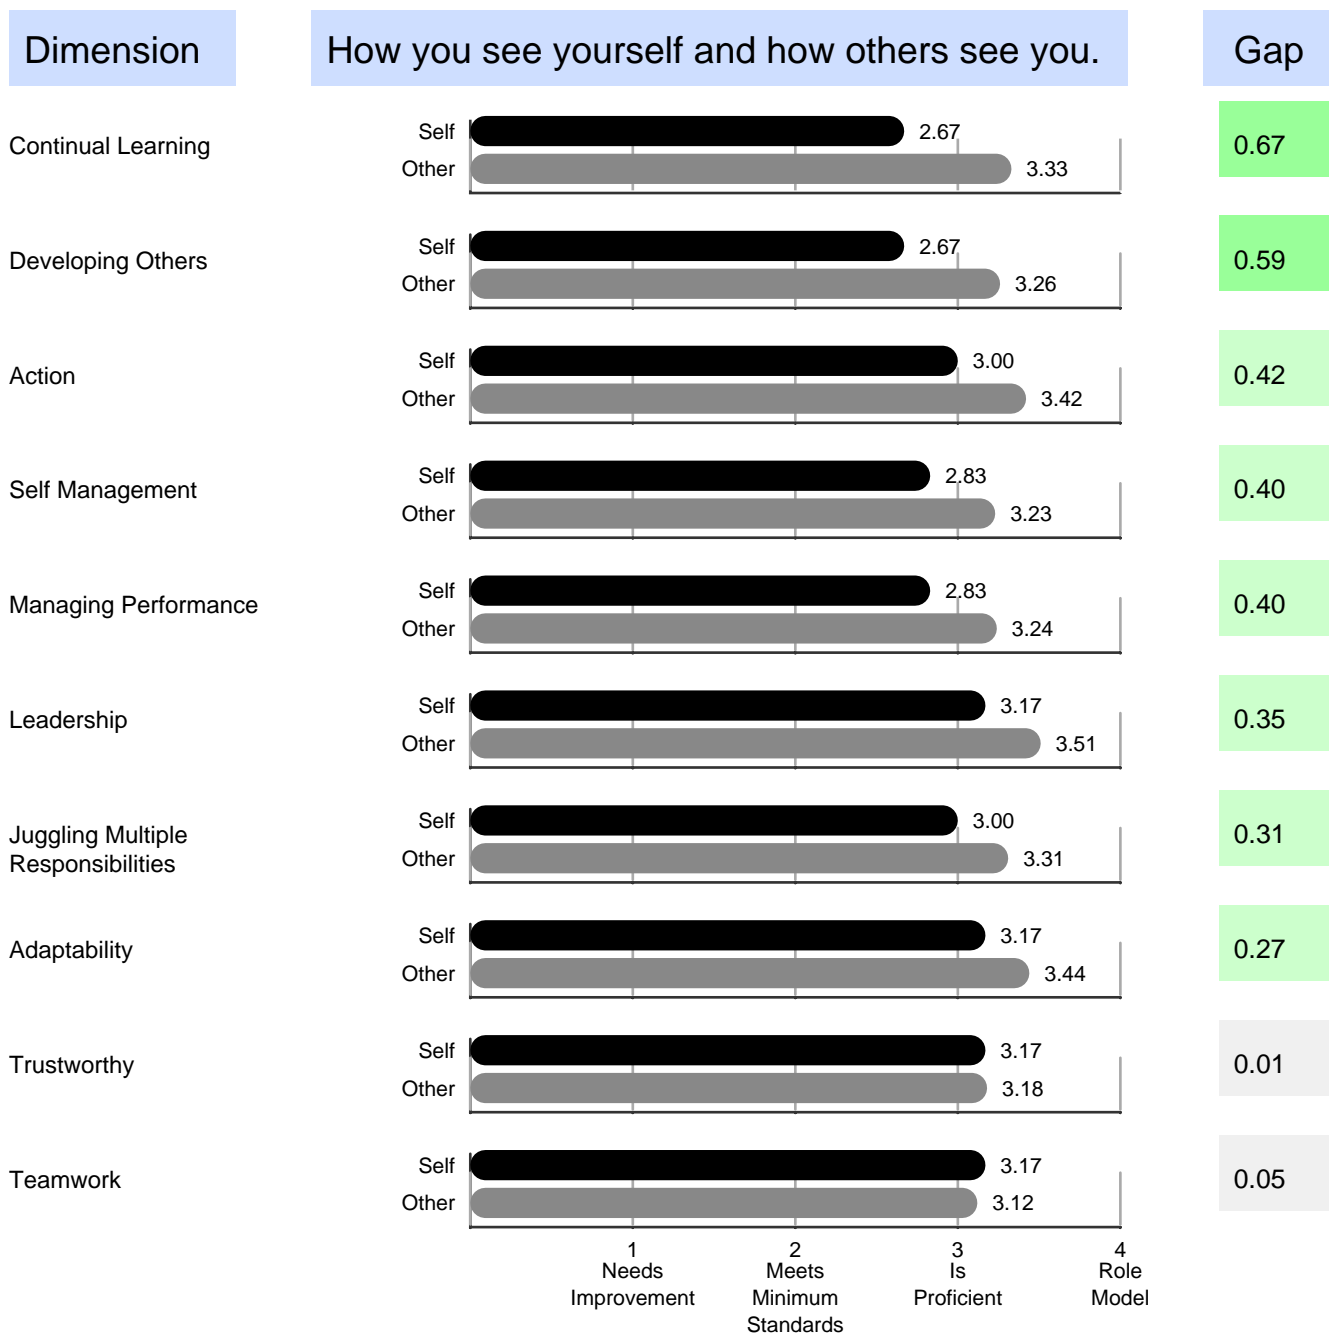 Dimension How you see yourself and how others see you. Gap
Continual Learning
Self 2.67
Other 3.33
0.67
Developing Others
Self 2.67
Other 3.26
0.59
Action
Self 3.00
Other 3.42
0.42
Self Management
Self 2.83
Other 3.23
0.40
Managing Performance
Self 2.83
Other 3.24
0.40
Leadership
Self 3.17
Other 3.51
0.35
Juggling Multiple
Responsibilities
Self 3.00
Other 3.31
0.31
Adaptability
Self 3.17
Other 3.44
0.27
Trustworthy
Self 3.17
Other 3.18
0.01
Teamwork
Self 3.17
Other 3.12
0.05
1 2 3 4
Needs Meets Is Role
Improvement Minimum Proficient Model
Standards